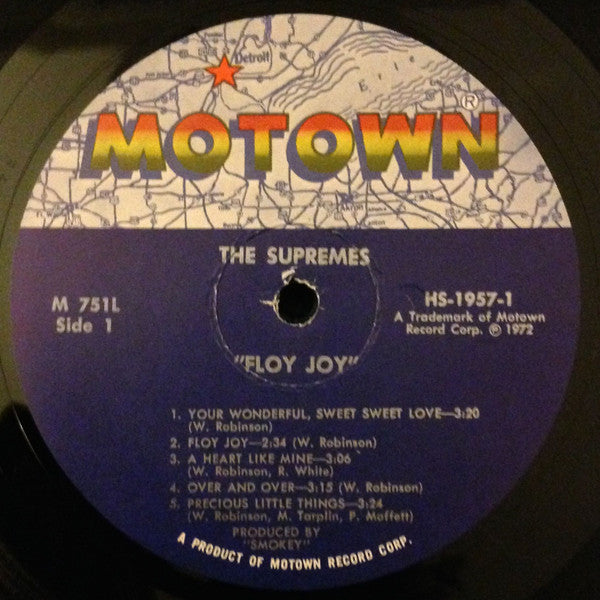 Detroit
Erie
MOTOWN®
THE SUPREMES
M 751L
Side 1
HS-1957-1
A Trademark of Motown
Record Corp. ℗ 1972
"FLOY JOY"
1. YOUR WONDERFUL, SWEET SWEET LOVE—3:20
(W. Robinson)
2. FLOY JOY—2:34 (W. Robinson)
3. A HEART LIKE MINE—3:06
(W. Robinson, R. White)
4. OVER AND OVER—3:15 (W. Robinson)
5. PRECIOUS LITTLE THINGS—3:24
(W. Robinson, M. Tarplin, P. Moffett)
PRODUCED BY
"SMOKEY"
A PRODUCT OF MOTOWN RECORD CORP.